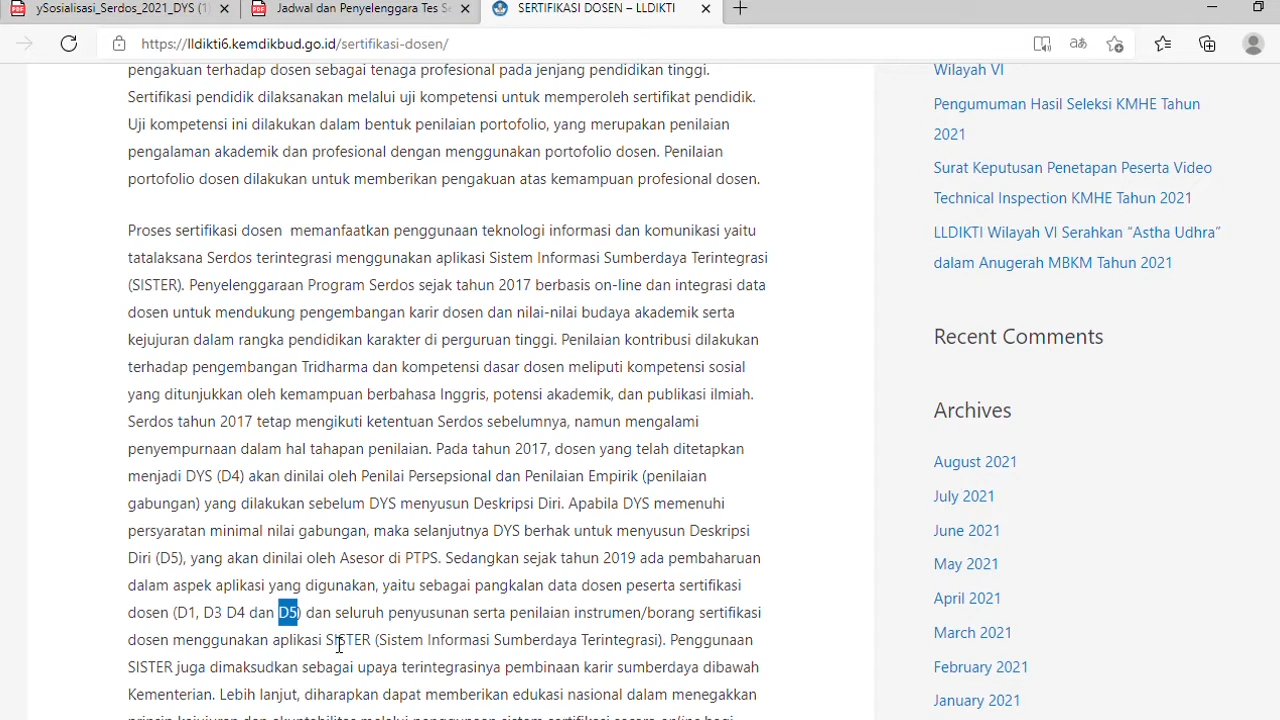 ySosialisasi_Serdos_2021_DYS (1)
Jadwal dan Penyelenggara Tes S
SERTIFIKASI DOSEN – LLDIKTI
https://lldikti6.kemdikbud.go.id/sertifikasi-dosen/
pengakuan terhadap dosen sebagai tenaga profesional pada jenjang pendidikan tinggi.
Sertifikasi pendidik dilaksanakan melalui uji kompetensi untuk memperoleh sertifikat pendidik.
Uji kompetensi ini dilakukan dalam bentuk penilaian portofolio, yang merupakan penilaian
pengalaman akademik dan profesional dengan menggunakan portofolio dosen. Penilaian
portofolio dosen dilakukan untuk memberikan pengakuan atas kemampuan profesional dosen.
Proses sertifikasi dosen  memanfaatkan penggunaan teknologi informasi dan komunikasi yaitu
tatalaksana Serdos terintegrasi menggunakan aplikasi Sistem Informasi Sumberdaya Terintegrasi
(SISTER). Penyelenggaraan Program Serdos sejak tahun 2017 berbasis on-line dan integrasi data
dosen untuk mendukung pengembangan karir dosen dan nilai-nilai budaya akademik serta
kejujuran dalam rangka pendidikan karakter di perguruan tinggi. Penilaian kontribusi dilakukan
terhadap pengembangan Tridharma dan kompetensi dasar dosen meliputi kompetensi sosial
yang ditunjukkan oleh kemampuan berbahasa Inggris, potensi akademik, dan publikasi ilmiah.
Serdos tahun 2017 tetap mengikuti ketentuan Serdos sebelumnya, namun mengalami
penyempurnaan dalam hal tahapan penilaian. Pada tahun 2017, dosen yang telah ditetapkan
menjadi DYS (D4) akan dinilai oleh Penilai Persepsional dan Penilaian Empirik (penilaian
gabungan) yang dilakukan sebelum DYS menyusun Deskripsi Diri. Apabila DYS memenuhi
persyaratan minimal nilai gabungan, maka selanjutnya DYS berhak untuk menyusun Deskripsi
Diri (D5), yang akan dinilai oleh Asesor di PTPS. Sedangkan sejak tahun 2019 ada pembaharuan
dalam aspek aplikasi yang digunakan, yaitu sebagai pangkalan data dosen peserta sertifikasi
dosen (D1, D3 D4 dan D5) dan seluruh penyusunan serta penilaian instrumen/borang sertifikasi
dosen menggunakan aplikasi SISTER (Sistem Informasi Sumberdaya Terintegrasi). Penggunaan
SISTER juga dimaksudkan sebagai upaya terintegrasinya pembinaan karir sumberdaya dibawah
Kementerian. Lebih lanjut, diharapkan dapat memberikan edukasi nasional dalam menegakkan
prinsip kejujuran dan akuntabilitas melalui penggunaan sistem sertifikasi secara online bagi
Wilayah VI
Pengumuman Hasil Seleksi KMHE Tahun
2021
Surat Keputusan Penetapan Peserta Video
Technical Inspection KMHE Tahun 2021
LLDIKTI Wilayah VI Serahkan “Astha Udhra”
dalam Anugerah MBKM Tahun 2021
Recent Comments
Archives
August 2021
July 2021
June 2021
May 2021
April 2021
March 2021
February 2021
January 2021